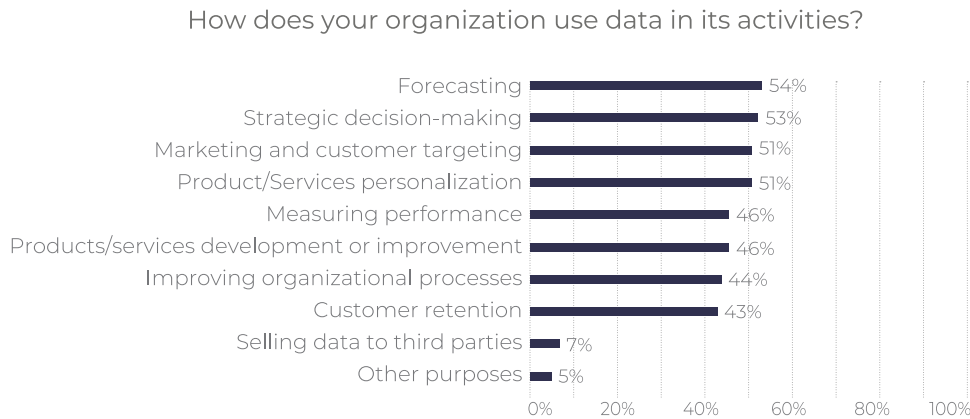 How does your organization use data in its activities?
Forecasting 54%
Strategic decision-making 53%
Marketing and customer targeting 51%
Product/Services personalization 51%
Measuring performance 46%
Products/services development or improvement 46%
Improving organizational processes 44%
Customer retention 43%
Selling data to third parties 7%
Other purposes 5%
0% 20% 40% 60% 80% 100%